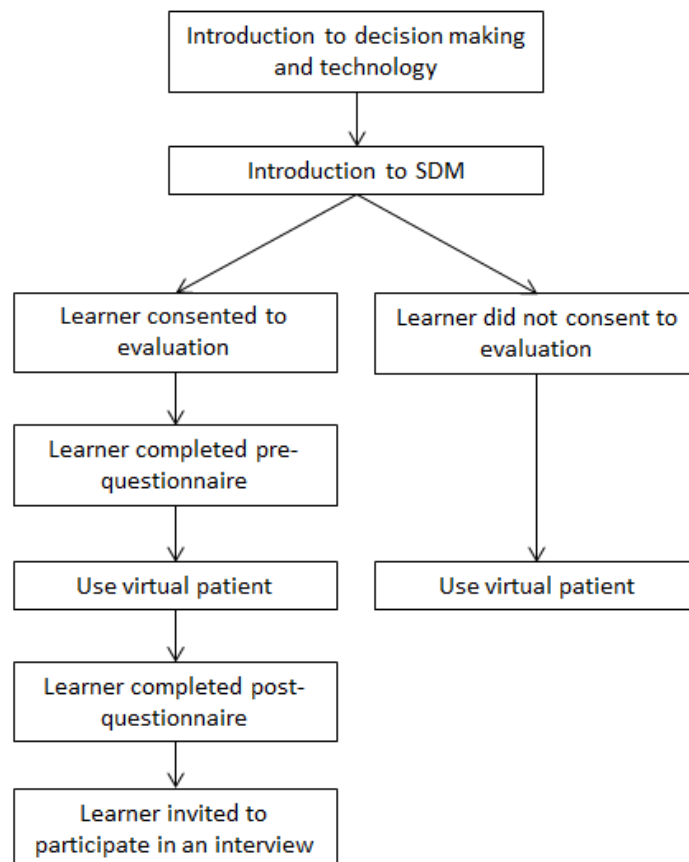 Introduction to decision making
and technology
Introduction to SDM
Learner consented to
evaluation
Learner did not consent to
evaluation
Learner completed pre-
questionnaire
Use virtual patient
Use virtual patient
Learner completed post-
questionnaire
Learner invited to
participate in an interview